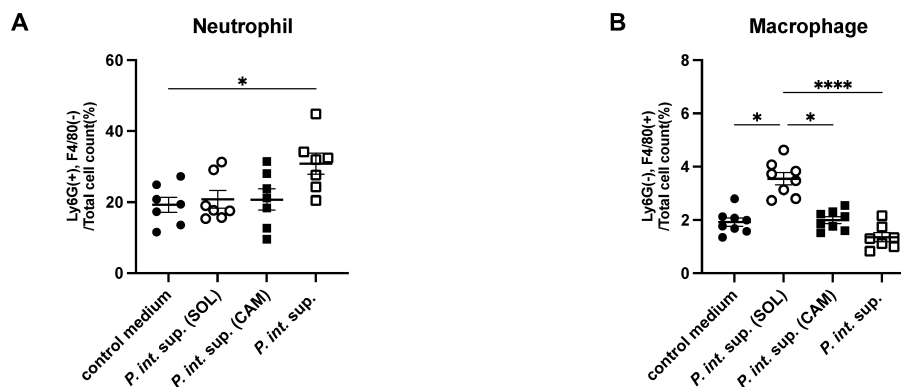 A
Neutrophil
Ly6G(+), F4/80(-)
/Total cell count(%)
60
40
20
0
*
control medium
P. int. sup. (SOL)
P. int. sup. (CAM)
P. int. sup.
B
Macrophage
Ly6G(-), F4/80(+)
/Total cell count(%)
8
6
4
2
0
****
* *
control medium
P. int. sup. (SOL)
P. int. sup. (CAM)
P. int. sup.